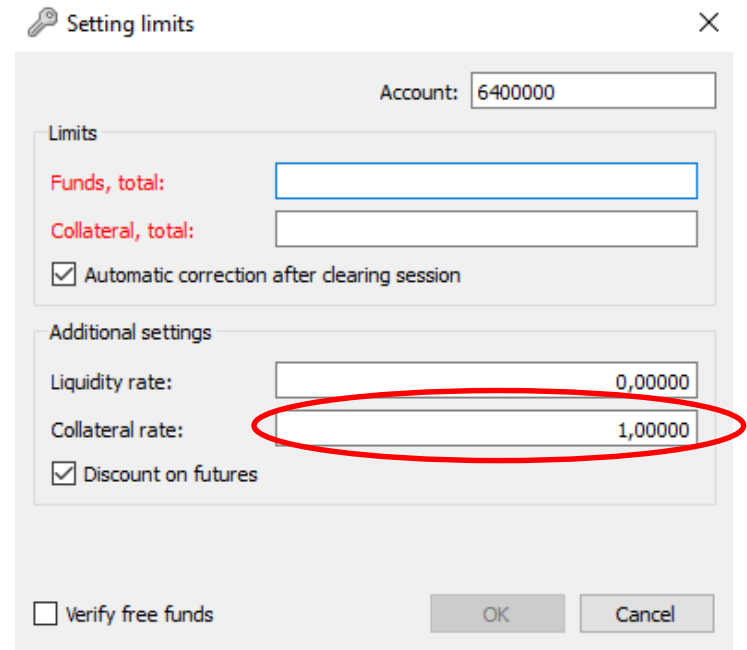 Setting limits
Account: 6400000
Limits
Funds, total:
Collateral, total:
Automatic correction after clearing session
Additional settings
Liquidity rate: 0,00000
Collateral rate: 1,00000
Discount on futures
Verify free funds OK Cancel